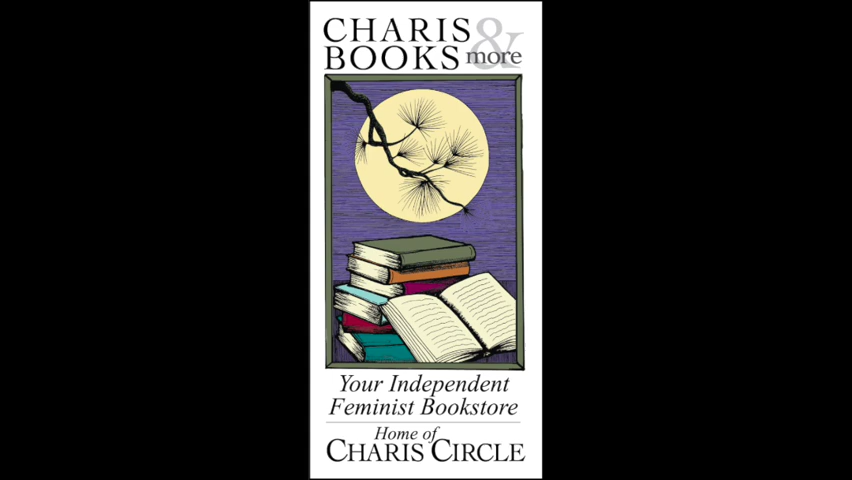 CHARIS
BOOKS & more
Your Independent
Feminist Bookstore
Home of
CHARIS CIRCLE